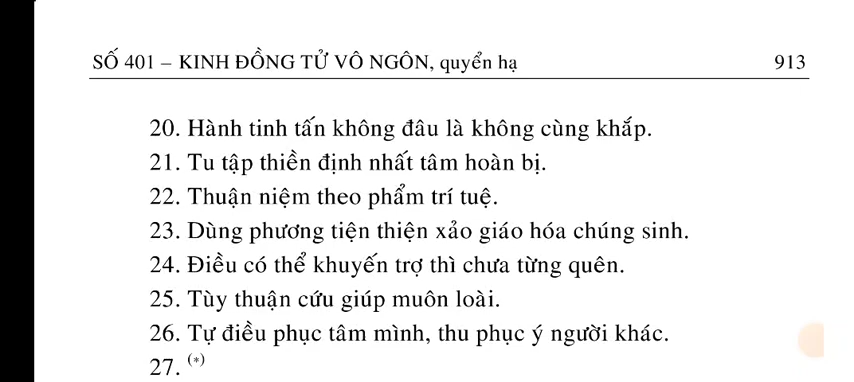 SỐ 401 – KINH ĐỒNG TỬ VÔ NGÔN, quyển hạ 913
20. Hành tinh tấn không đâu là không cùng khắp.
21. Tu tập thiền định nhất tâm hoàn bị.
22. Thuận niệm theo phẩm trí tuệ.
23. Dùng phương tiện thiện xảo giáo hóa chúng sinh.
24. Điều có thể khuyến trợ thì chưa từng quên.
25. Tùy thuận cứu giúp muôn loài.
26. Tự điều phục tâm mình, thu phục ý người khác.
27. (*)